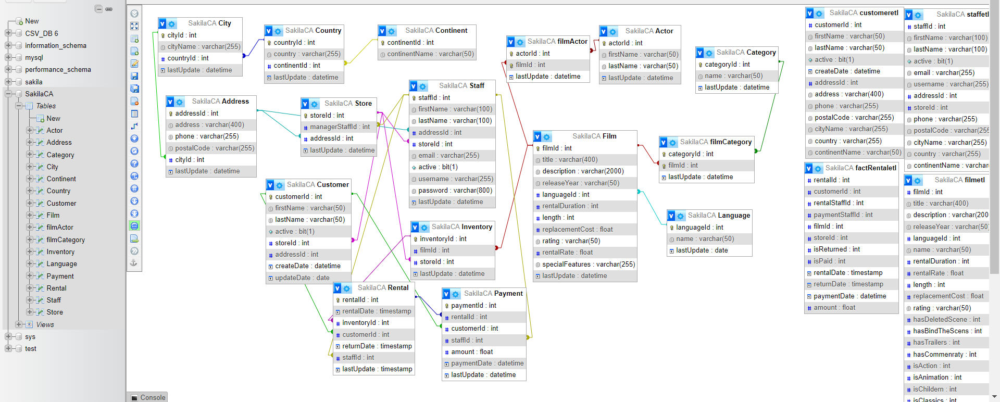 New
CSV_DB 6
information_schema
mysql
performance_schema
sakila
SakilaCA
Tables
New
Actor
Address
Category
City
Continent
Country
Customer
Film
filmActor
filmCategory
Inventory
Language
Payment
Rental
Staff
Store
Views
sys
test
SakilaCA City
cityId : int
cityName : varchar(255)
countryId : int
lastUpdate : datetime
SakilaCA Country
countryId : int
country : varchar(255)
continentId : int
lastUpdate : datetime
SakilaCA Continent
continentId : int
continentName : varchar(50)
SakilaCA filmActor
actorId : int
filmId : int
lastUpdate : datetime
SakilaCA Actor
actorId : int
firstName : varchar(50)
lastName : varchar(50)
lastUpdate : datetime
SakilaCA Category
categoryId : int
name : varchar(50)
lastUpdate : datetime
SakilaCA Address
addressId : int
address : varchar(400)
phone : varchar(255)
postalCode : varchar(255)
cityId : int
lastUpdate : datetime
SakilaCA Store
storeId : int
managerStaffId : int
addressId : int
lastUpdate : datetime
SakilaCA Staff
staffId : int
firstName : varchar(100)
lastName : varchar(100)
addressId : int
storeId : int
email : varchar(255)
active : bit(1)
username : varchar(255)
password : varchar(800)
lastUpdate : datetime
SakilaCA Film
filmId : int
title : varchar(400)
description : varchar(2000)
releaseYear : varchar(50)
languageId : int
rentalDuration : int
length : int
replacementCost : float
rating : varchar(50)
rentalRate : float
specialFeatures : varchar(255)
lastUpdate : datetime
SakilaCA filmCategory
categoryId : int
filmId : int
lastUpdate : datetime
SakilaCA Language
languageId : int
name : varchar(50)
lastUpdate : date
SakilaCA Customer
customerId : int
firstName : varchar(50)
lastName : varchar(50)
active : bit(1)
storeId : int
addressId : int
createDate : datetime
updateDate : date
SakilaCA Inventory
inventoryId : int
filmId : int
storeId : int
lastUpdate : datetime
SakilaCA Rental
rentalId : int
rentalDate : timestamp
inventoryId : int
customerId : int
returnDate : timestamp
staffId : int
lastUpdate : timestamp
SakilaCA Payment
paymentId : int
rentalId : int
customerId : int
staffId : int
amount : float
paymentDate : datetime
lastUpdate : datetime
SakilaCA customeretl
customerId : int
firstName : varchar(50)
lastName : varchar(50)
active : bit(1)
createDate : datetime
addressId : int
address : varchar(400)
phone : varchar(255)
postalCode : varchar(255)
cityName : varchar(255)
country : varchar(255)
continentName : varchar(50)
SakilaCA factRentaletl
rentalId : int
customerId : int
rentalStaffId : int
paymentStaffId : int
filmId : int
storeId : int
isReturned : int
isPaid : int
rentalDate : timestamp
returnDate : timestamp
paymentDate : datetime
amount : float
SakilaCA staffetl
staffId : int
firstName : varchar(100)
lastName : varchar(100)
active : bit(1)
email : varchar(255)
username : varchar(255)
addressId : int
storeId : int
phone : varchar(255)
postalCode : varchar(255
cityName : varchar(255)
country : varchar(255)
continentName : varchar
SakilaCA filmetl
filmId : int
title : varchar(400)
description : varchar(200
releaseYear : varchar(50)
languageId : int
name : varchar(50)
rentalDuration : int
rentalRate : float
length : int
replacementCost : float
rating : varchar(50)
hasDeletedScene : int
hasBindTheScens : int
hasTrailers : int
hasCommenraty : int
isAction : int
isAnimation : int
isChildern : int
isClassics : int
Console